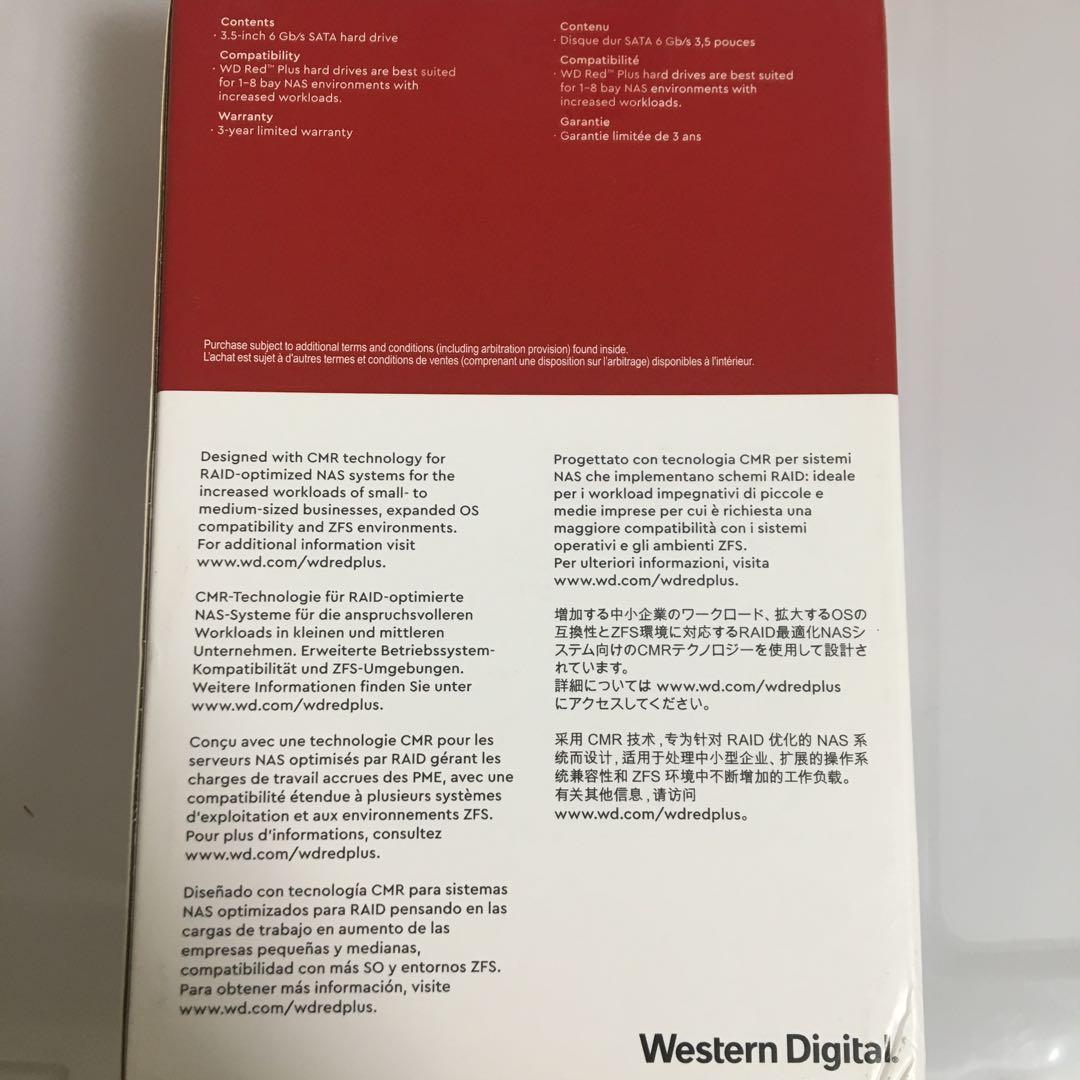 Contents
· 3.5-inch 6 Gb/s SATA hard drive
Compatibility
· WD Red™ Plus hard drives are best suited
for 1-8 bay NAS environments with
increased workloads.
Warranty
· 3-year limited warranty
Contenu
· Disque dur SATA 6 Gb/s 3,5 pouces
Compatibilité
· WD Red™ Plus hard drives are best suited
for 1-8 bay NAS environments with
increased workloads.
Garantie
· Garantie limitée de 3 ans
Purchase subject to additional terms and conditions (including arbitration provision) found inside.
L'achat est sujet à d'autres termes et conditions de ventes (comprenant une disposition sur l'arbitrage) disponibles à l'intérieur.
Designed with CMR technology for
RAID-optimized NAS systems for the
increased workloads of small- to
medium-sized businesses, expanded OS
compatibility and ZFS environments.
For additional information visit
www.wd.com/wdredplus.
CMR-Technologie für RAID-optimierte
NAS-Systeme für die anspruchsvolleren
Workloads in kleinen und mittleren
Unternehmen. Erweiterte Betriebssystem-
Kompatibilität und ZFS-Umgebungen.
Weitere Informationen finden Sie unter
www.wd.com/wdredplus.
Conçu avec une technologie CMR pour les
serveurs NAS optimisés par RAID gérant les
charges de travail accrues des PME, avec une
compatibilité étendue à plusieurs systèmes
d'exploitation et aux environnements ZFS.
Pour plus d'informations, consultez
www.wd.com/wdredplus.
Diseñado con tecnología CMR para sistemas
NAS optimizados para RAID pensando en las
cargas de trabajo en aumento de las
empresas pequeñas y medianas,
compatibilidad con más SO y entornos ZFS.
Para obtener más información, visite
www.wd.com/wdredplus.
Progettato con tecnologia CMR per sistemi
NAS che implementano schemi RAID: ideale
per i workload impegnativi di piccole e
medie imprese per cui è richiesta una
maggiore compatibilità con i sistemi
operativi e gli ambienti ZFS.
Per ulteriori informazioni, visita
www.wd.com/wdredplus.
増加する中小企業のワークロード、拡大するOSの
互換性とZFS環境に対応するRAID最適化NASシ
ステム向けのCMRテクノロジーを使用して設計さ
れています。
詳細については www.wd.com/wdredplus
にアクセスしてください。
采用 CMR 技术,专为针对 RAID 优化的 NAS 系
统而设计,适用于处理中小型企业、扩展的操作系
统兼容性和 ZFS 环境中不断增加的工作负载。
有关其他信息,请访问
www.wd.com/wdredplus。
Western Digital.